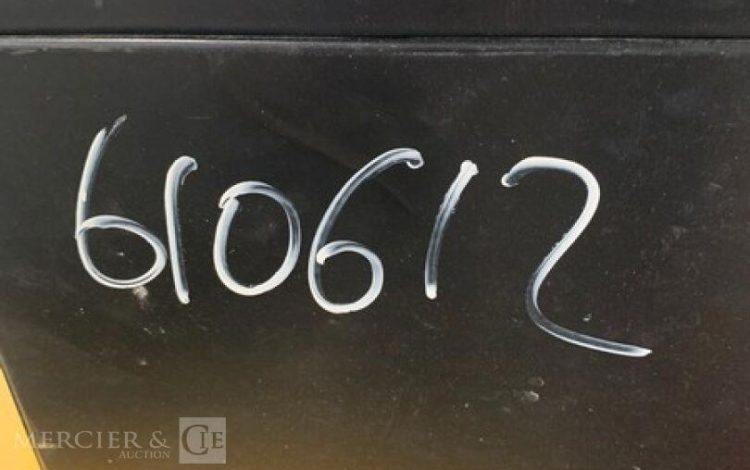 610612
MERCIER & CIE
AUCTION